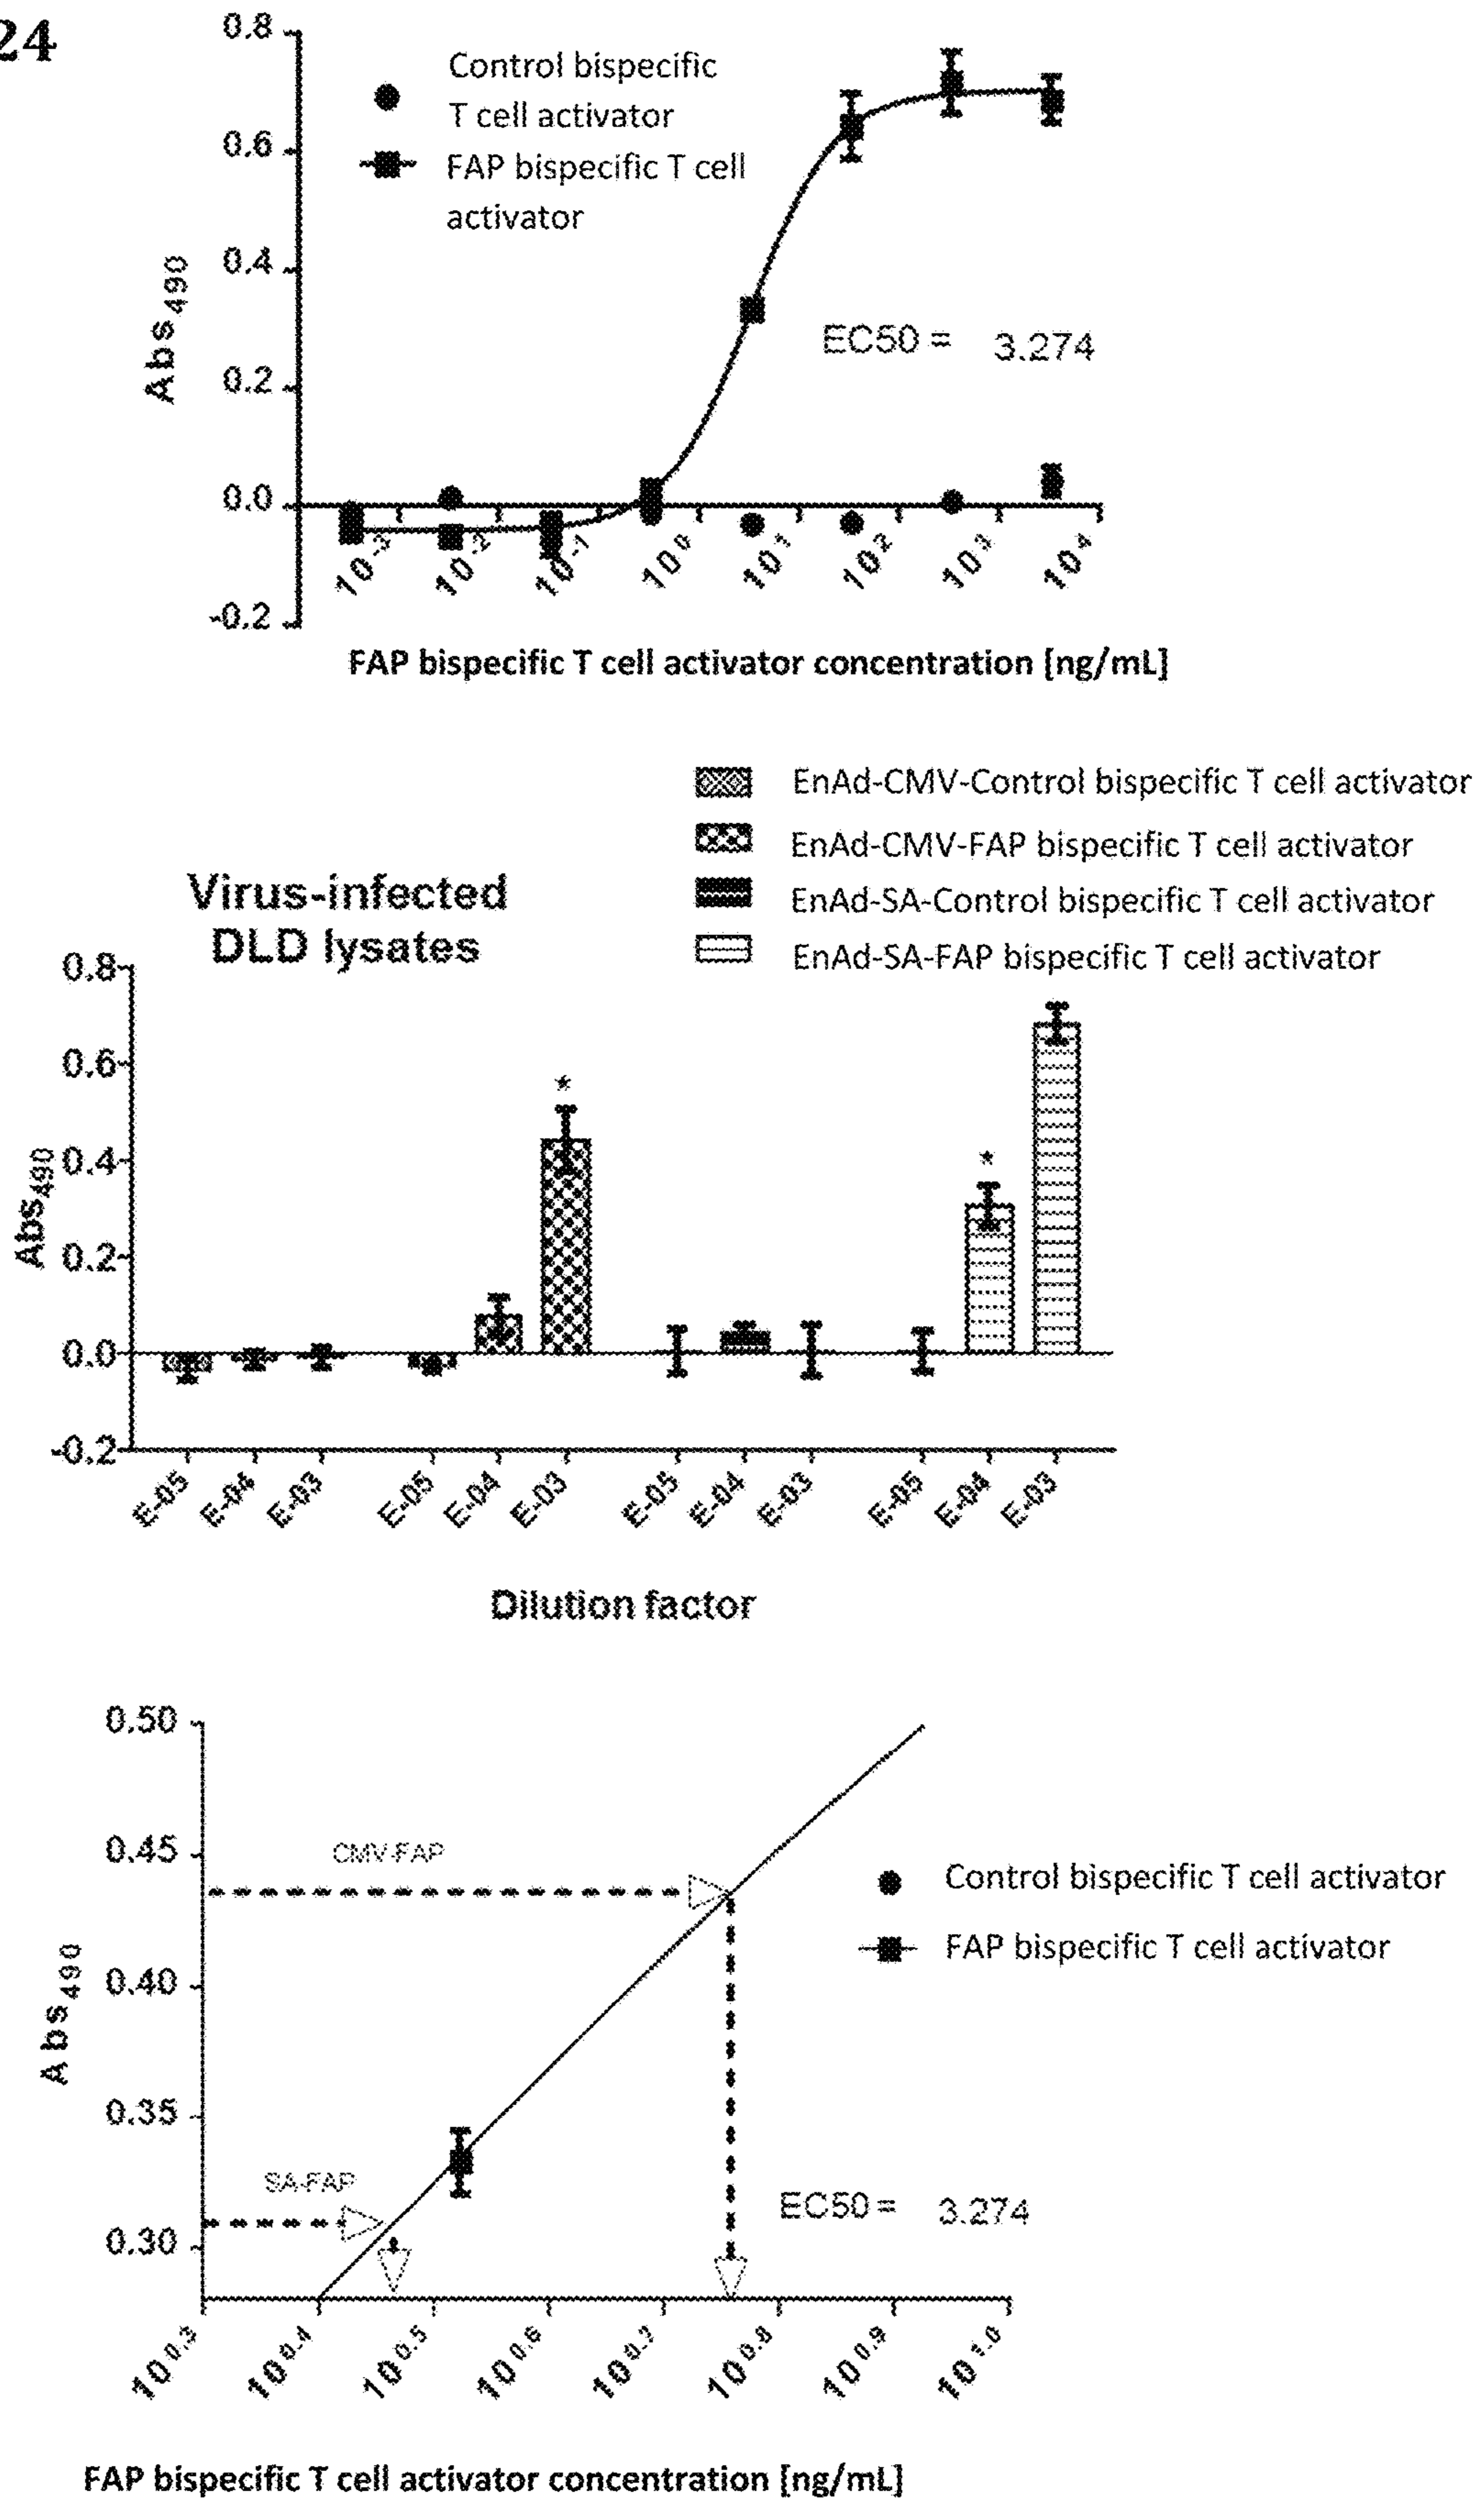 24
0.8
0.6
0.4
0.2
0.0
-0.2
Abs490
Control bispecific
T cell activator
FAP bispecific T cell
activator
EC50 = 3.274
10-3 10-2 10-1 100 101 102 103 104
FAP bispecific T cell activator concentration [ng/mL]
EnAd-CMV-Control bispecific T cell activator
EnAd-CMV-FAP bispecific T cell activator
EnAd-SA-Control bispecific T cell activator
EnAd-SA-FAP bispecific T cell activator
Virus-infected
DLD lysates
0.8
0.6
0.4
0.2
0.0
-0.2
Abs490
* *
E-05 E-04 E-03 E-05 E-04 E-03 E-05 E-04 E-03 E-05 E-04 E-03
Dilution factor
0.50
0.45
0.40
0.35
0.30
Abs490
CMV-FAP
SA-FAP
Control bispecific T cell activator
FAP bispecific T cell activator
EC50 = 3.274
100.3 100.4 100.5 100.6 100.7 100.8 100.9 101.0
FAP bispecific T cell activator concentration [ng/mL]